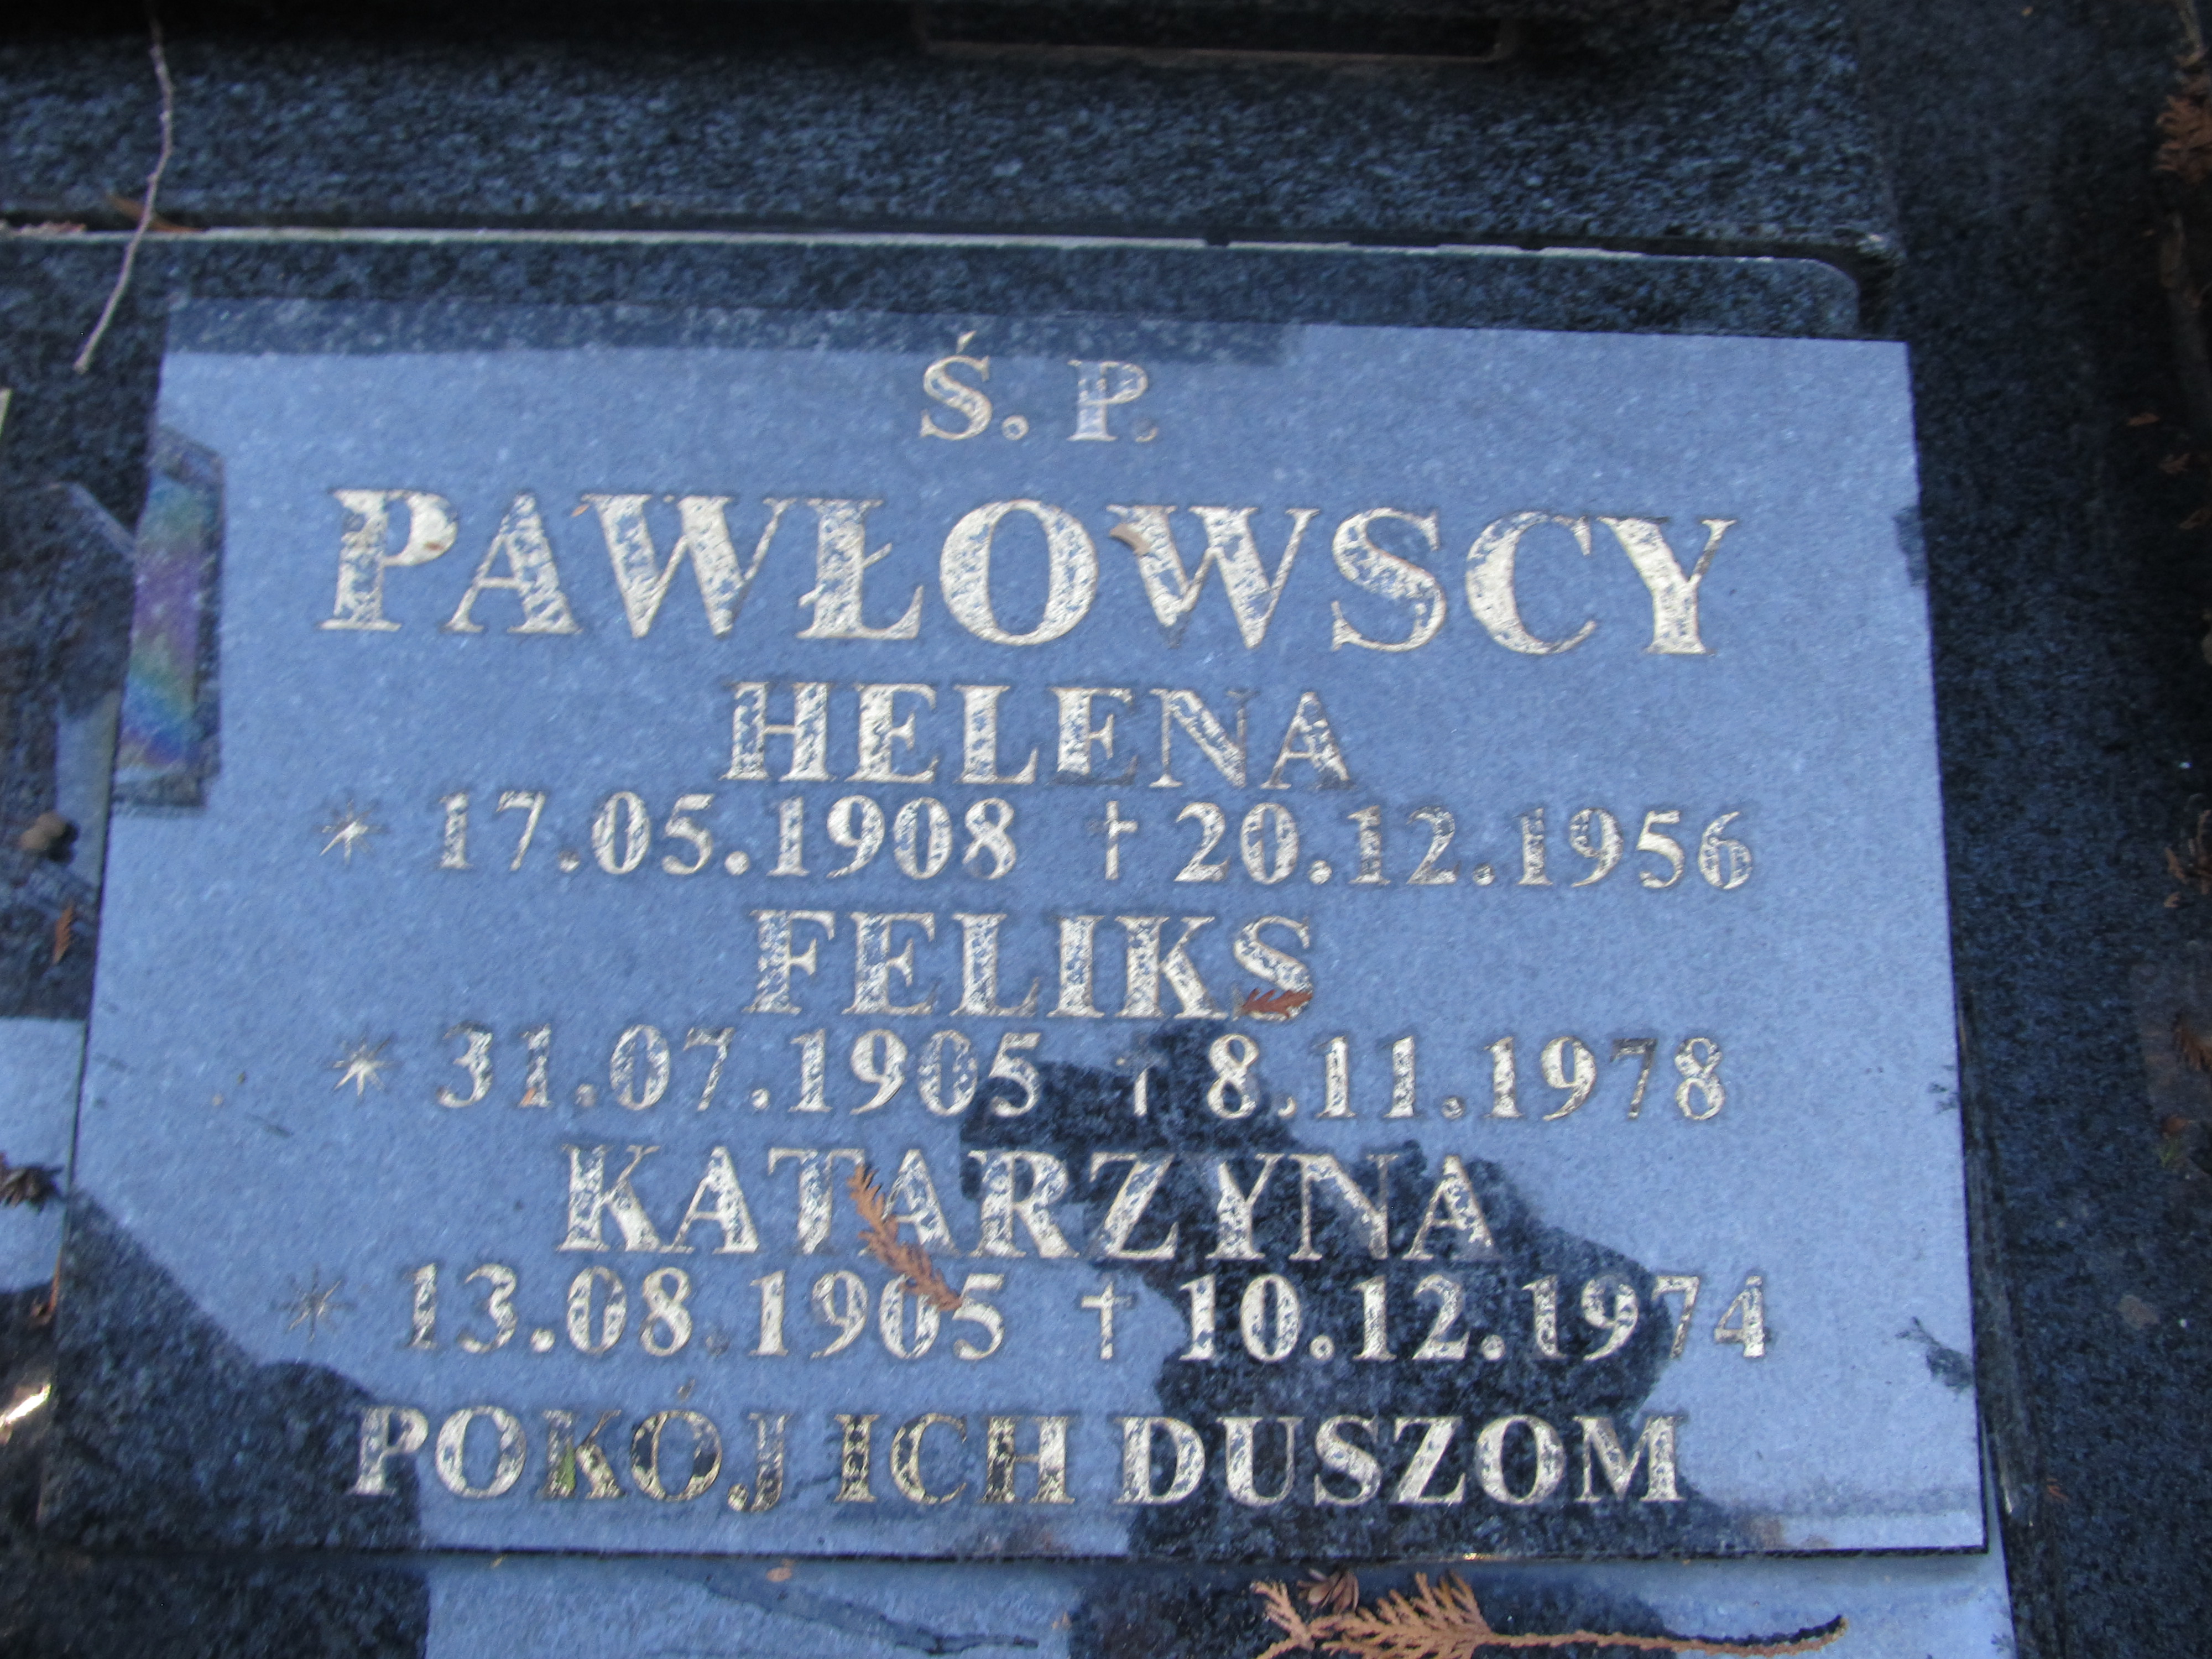 Ś. P.
PAWŁOWSCY
HELENA
* 17.05.1908 † 20.12.1956
FELIKS
* 31.07.1905 † 8.11.1978
KATARZYNA
* 13.08.1905 † 10.12.1974
POKÓJ ICH DUSZOM